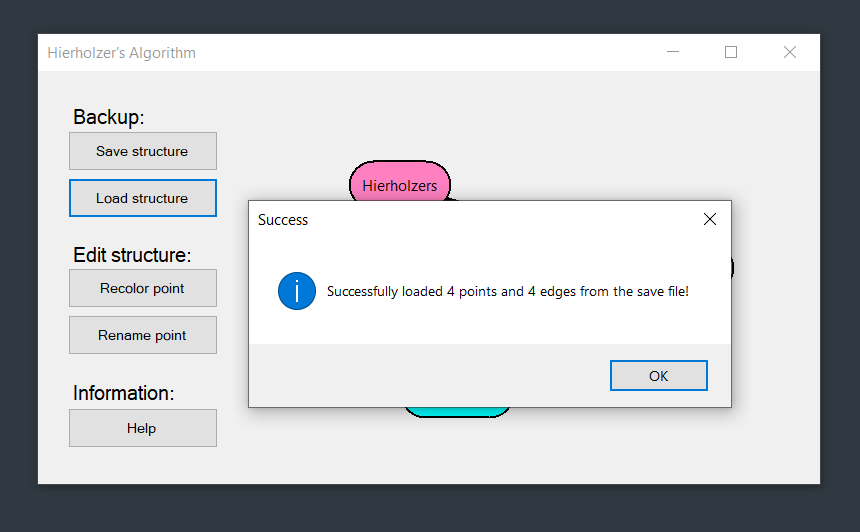 Hierholzer's Algorithm
Backup:
Save structure
Load structure
Hierholzers
Success
Successfully loaded 4 points and 4 edges from the save file!
OK
Edit structure:
Recolor point
Rename point
Information:
Help